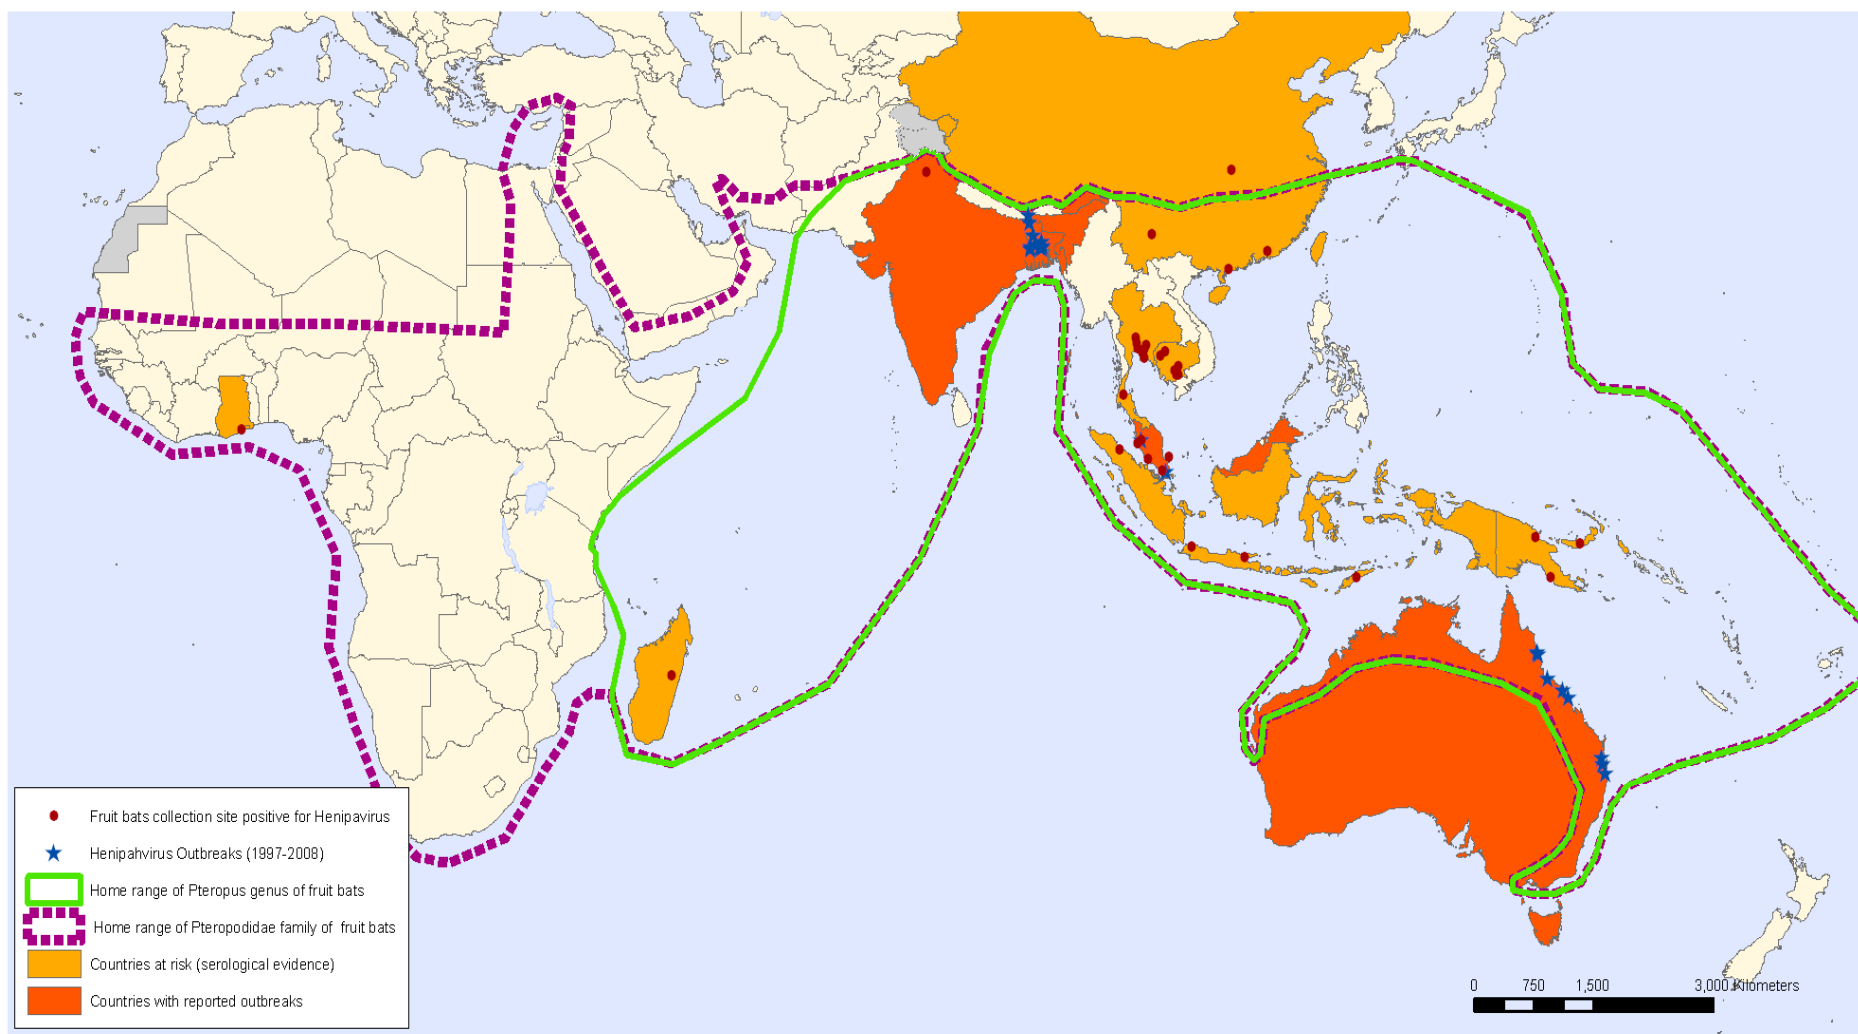 Fruit bats collection site positive for Henipavirus
Henipahvirus Outbreaks (1997-2008)
Home range of Pteropus genus of fruit bats
Home range of Pteropodidae family of fruit bats
Countries at risk (serological evidence)
Countries with reported outbreaks
0 750 1,500 3,000 Kilometers